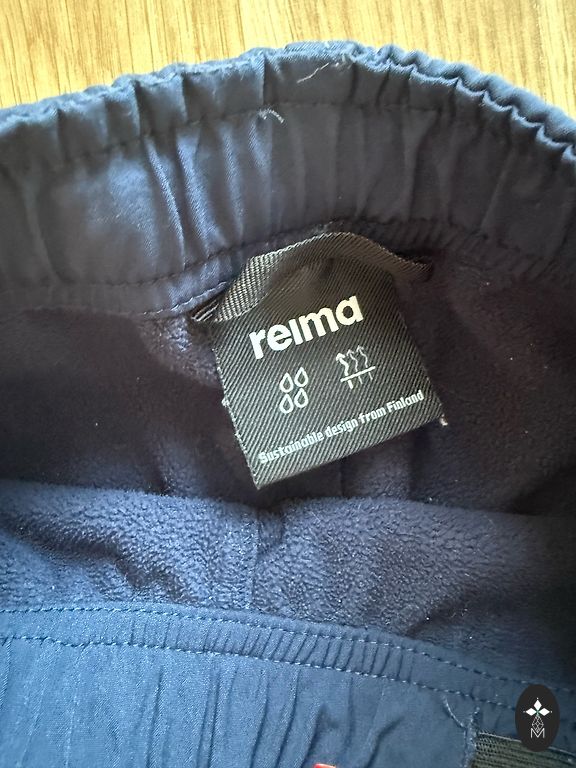 reima
Sustainable design from Finland
M